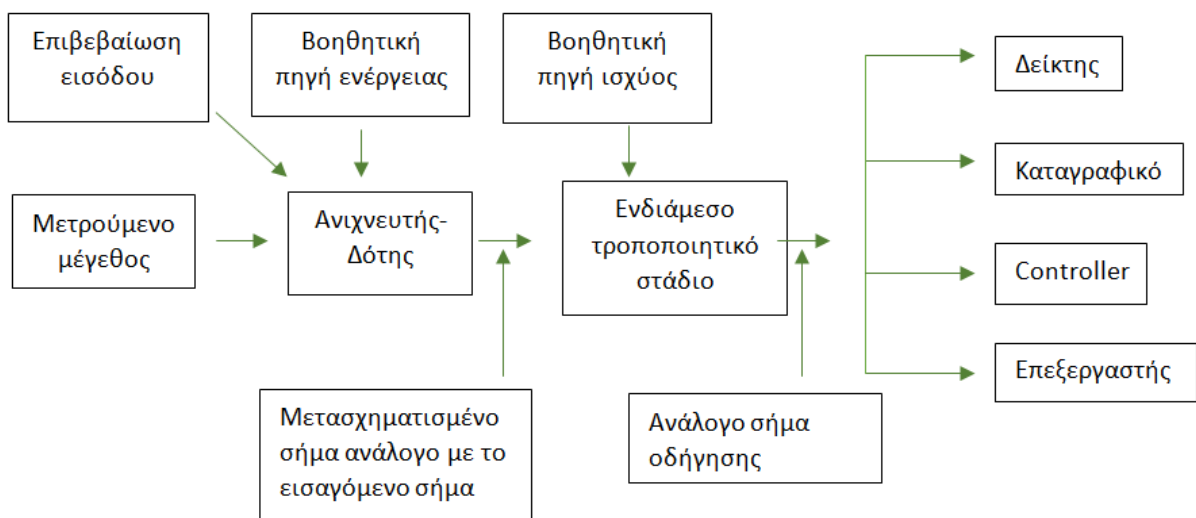 Επιβεβαίωση
εισόδου
Βοηθητική
πηγή ενέργειας
Βοηθητική
πηγή ισχύος
Μετρούμενο
μέγεθος
Ανιχνευτής-
Δότης
Ενδιάμεσο
τροποποιητικό
στάδιο
Δείκτης
Καταγραφικό
Controller
Επεξεργαστής
Μετασχηματισμένο
σήμα ανάλογο με το
εισαγόμενο σήμα
Ανάλογο σήμα
οδήγησης